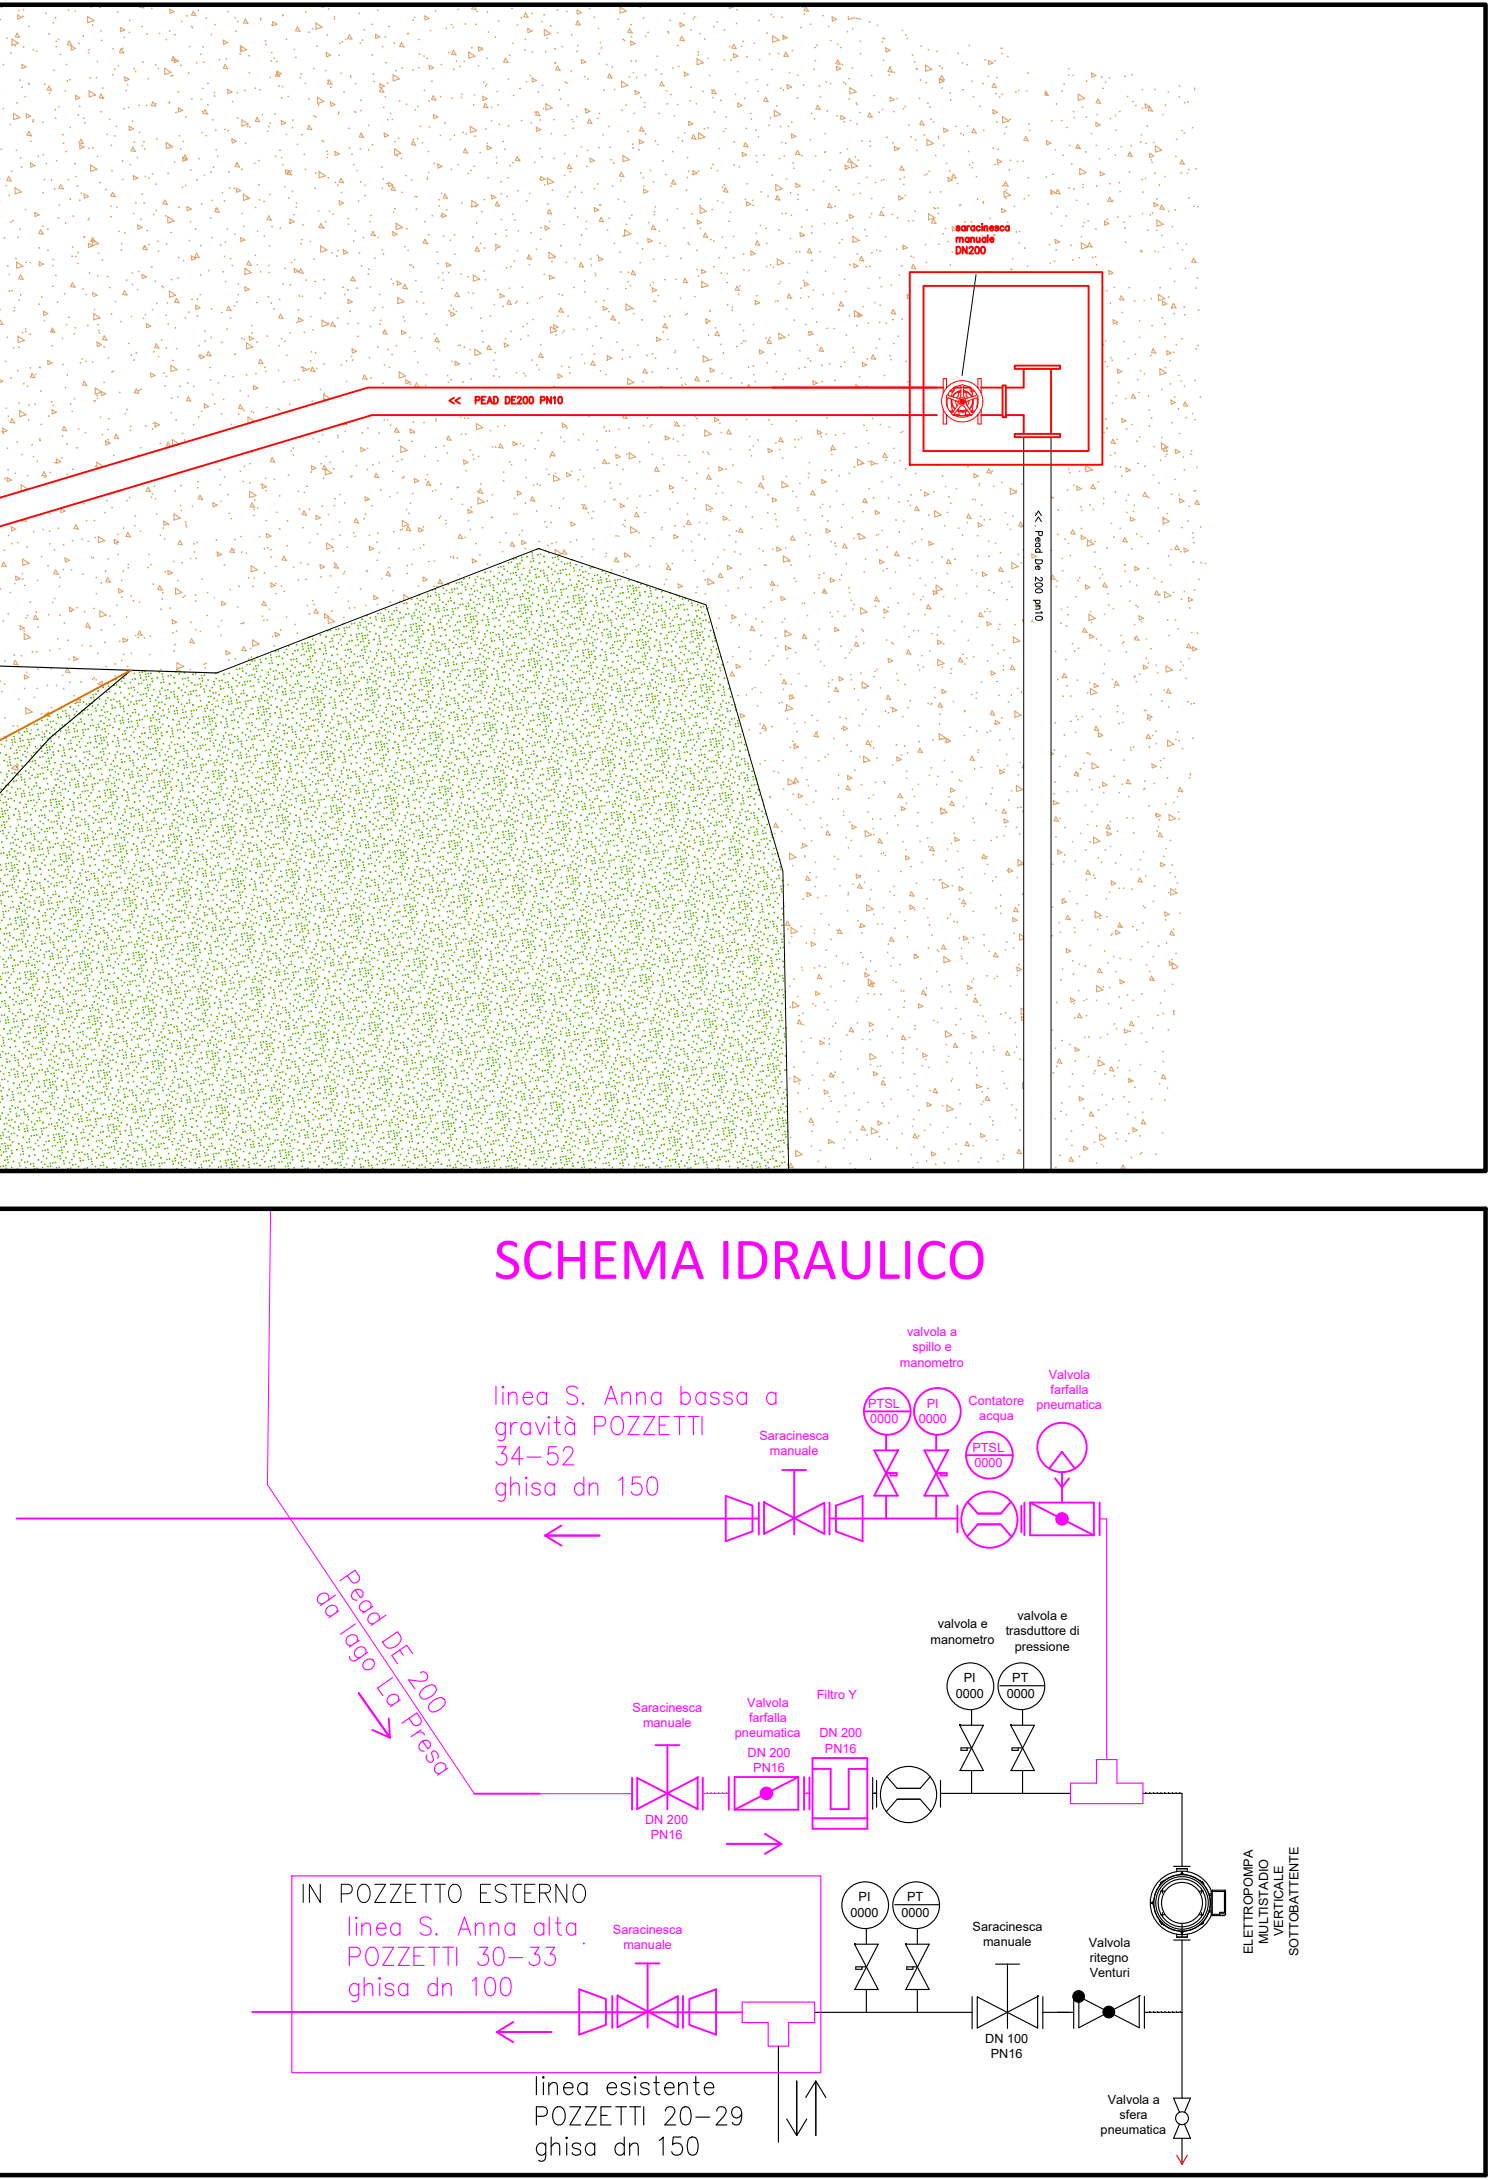 saracinesca
manuale
DN200
<< PEAD DE200 PN10
<< Pead De 200 pn10
SCHEMA IDRAULICO
valvola a
spillo e
manometro
linea S. Anna bassa a
gravità POZZETTI
34-52
ghisa dn 150
Saracinesca
manuale
PTSL
0000
PI
0000
Contatore
acqua
PTSL
0000
Valvola
farfalla
pneumatica
Pead DE 200
da lago La Presa
valvola e
manometro
valvola e
trasduttore di
pressione
PI
0000
PT
0000
Saracinesca
manuale
DN 200
PN16
Valvola
farfalla
pneumatica
DN 200
PN16
Filtro Y
DN 200
PN16
ELETTROPOMPA
MULTISTADIO
VERTICALE
SOTTOBATTENTE
IN POZZETTO ESTERNO
linea S. Anna alta
POZZETTI 30-33
ghisa dn 100
Saracinesca
manuale
PI
0000
PT
0000
Saracinesca
manuale
DN 100
PN16
Valvola
ritegno
Venturi
linea esistente
POZZETTI 20-29
ghisa dn 150
Valvola a
sfera
pneumatica